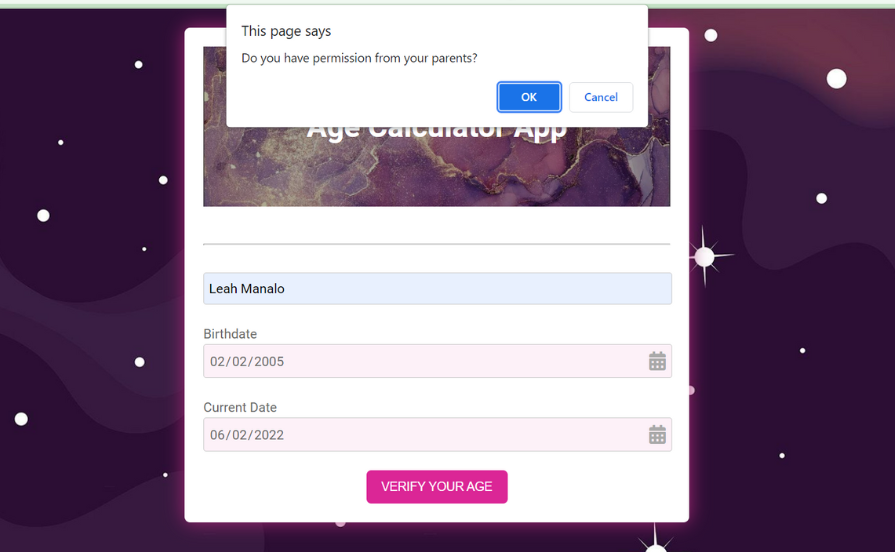 This page says
Do you have permission from your parents?
OK
Cancel
Age Calculator App
Leah Manalo
Birthdate
02/02/2005
Current Date
06/02/2022
VERIFY YOUR AGE